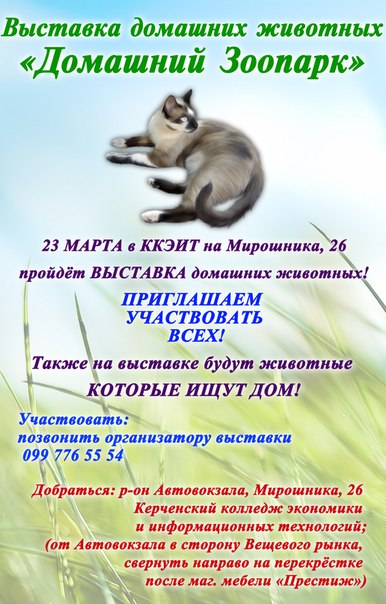 Выставка домашних животных
«Домашний Зоопарк»
23 МАРТА в ККЭИТ на Мирошника, 26
пройдёт ВЫСТАВКА домашних животных!
ПРИГЛАШАЕМ
УЧАСТВОВАТЬ
ВСЕХ!
Также на выставке будут животные
КОТОРЫЕ ИЩУТ ДОМ!
Участвовать:
позвонить организатору выставки
099 776 55 54
Добраться: р-он Автовокзала, Мирошника, 26
Керченский колледж экономики
и информационных технологий;
(от Автовокзала в сторону Вещевого рынка,
свернуть направо на перекрёстке
после маг. мебели «Престиж»)